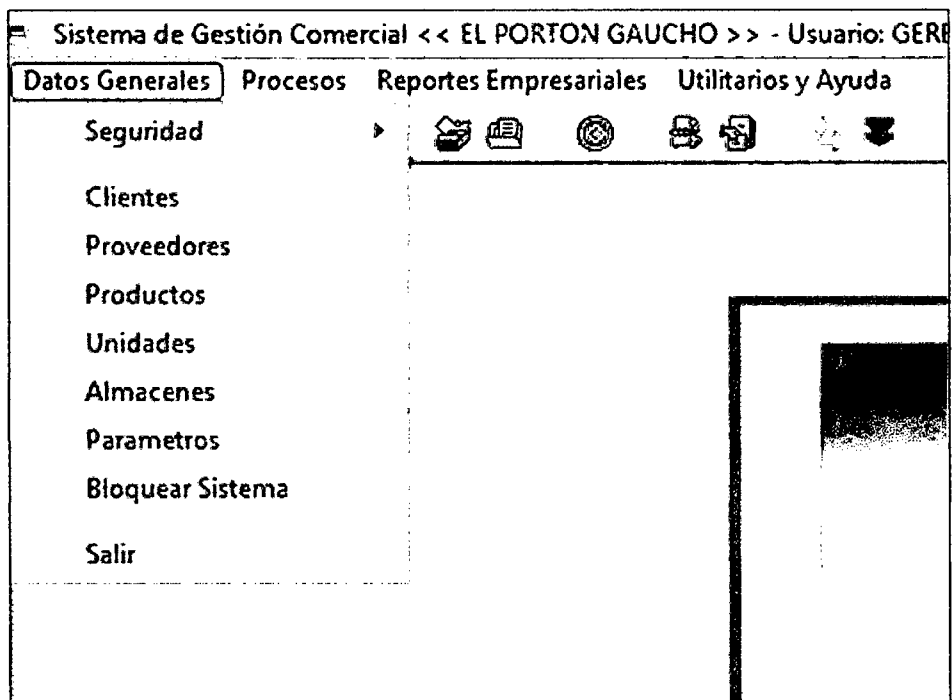 Sistema de Gestión Comercial << EL PORTON GAUCHO >> - Usuario:
Datos Generales Procesos Reportes Empresariales Utilitarios y Ayuda
Seguridad
Clientes
Proveedores
Productos
Unidades
Almacenes
Parametros
Bloquear Sistema
Salir